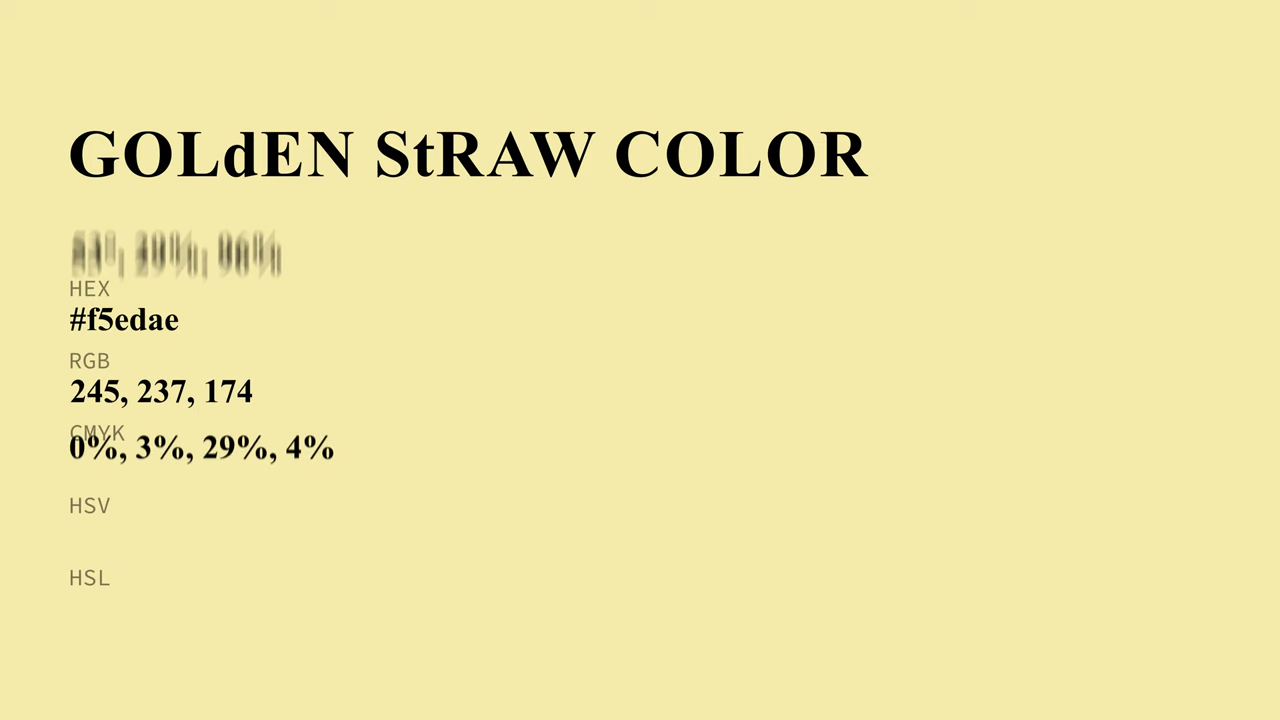 GOLdEN StRAW COLOR
HEX
#f5edae
RGB
245, 237, 174
CMYK
0%, 3%, 29%, 4%
HSV
HSL